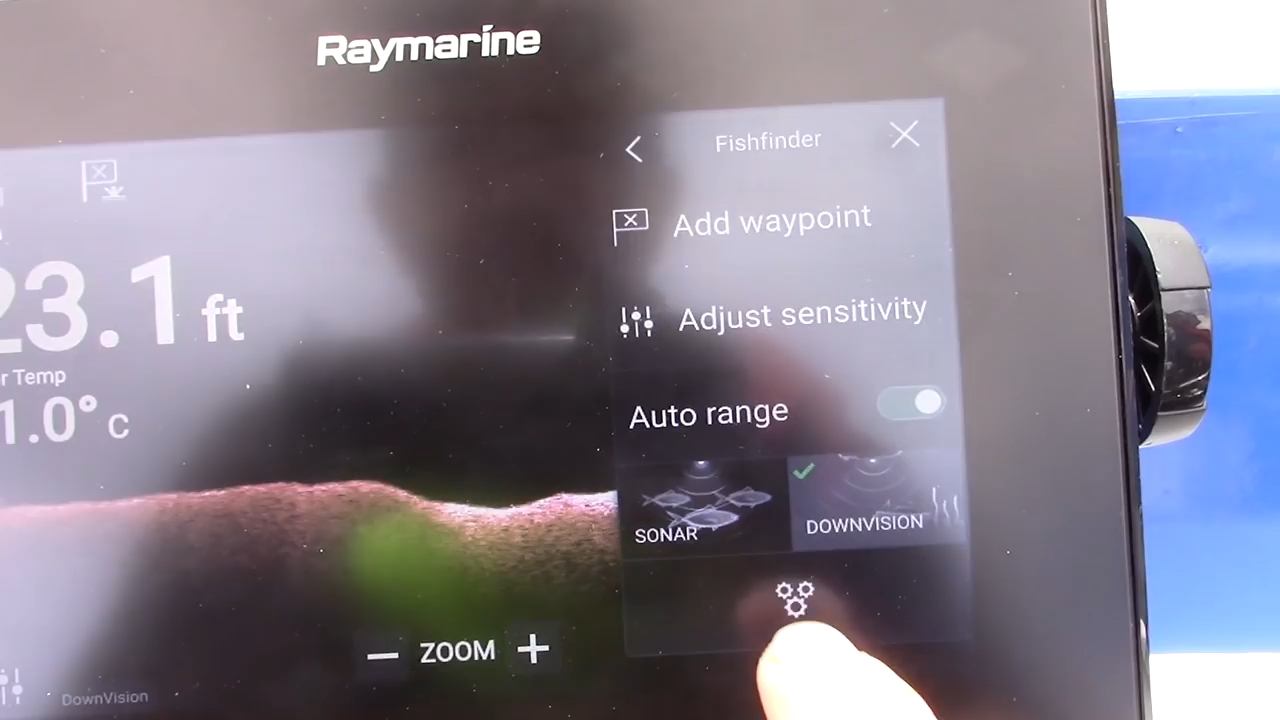 Raymarine
Fishfinder
Add waypoint
23.1 ft
Adjust sensitivity
r Temp
1.0° c
Auto range
SONAR
DOWNVISION
ZOOM
DownVision